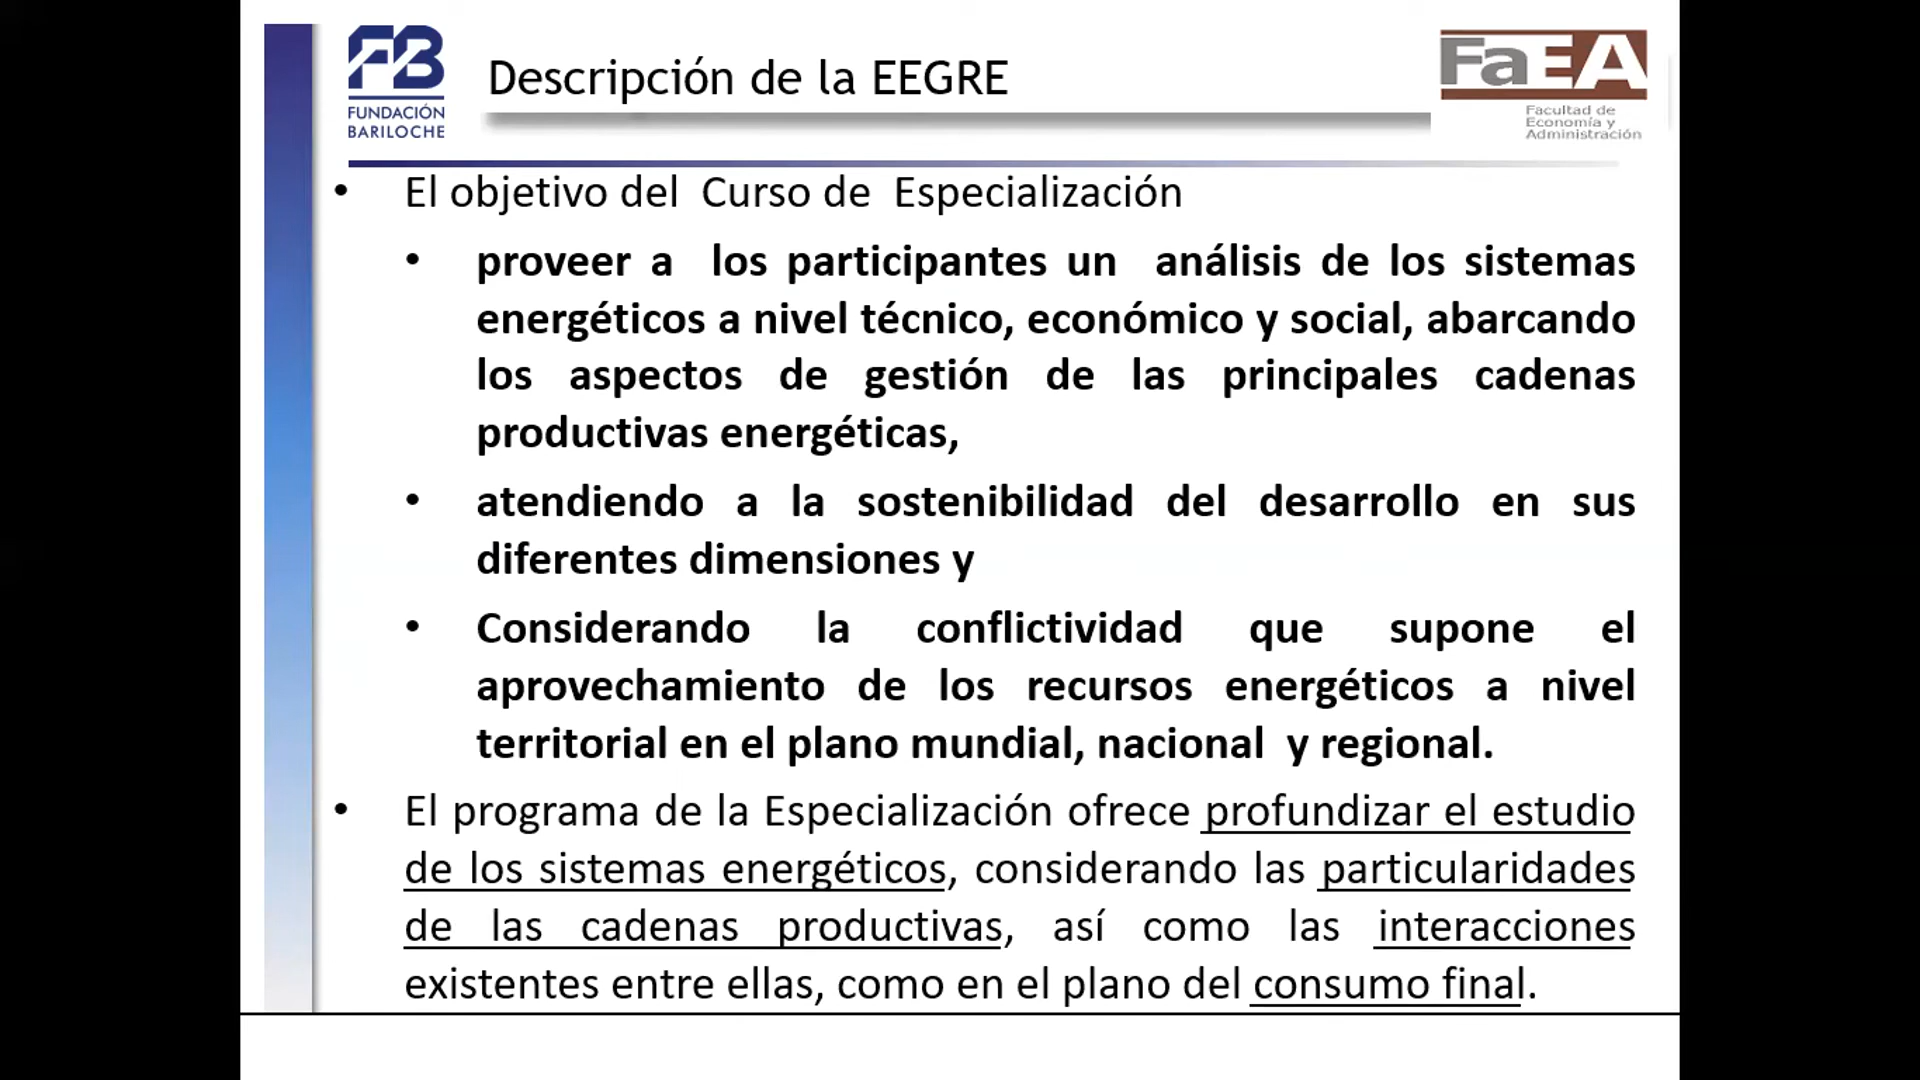 FB
FUNDACIÓN
BARILOCHE
Descripción de la EEGRE
FaEA
Facultad de
Economía y
Administración
• El objetivo del Curso de Especialización
• proveer a los participantes un análisis de los sistemas
energéticos a nivel técnico, económico y social, abarcando
los aspectos de gestión de las principales cadenas
productivas energéticas,
• atendiendo a la sostenibilidad del desarrollo en sus
diferentes dimensiones y
• Considerando la conflictividad que supone el
aprovechamiento de los recursos energéticos a nivel
territorial en el plano mundial, nacional y regional.
• El programa de la Especialización ofrece profundizar el estudio
de los sistemas energéticos, considerando las particularidades
de las cadenas productivas, así como las interacciones
existentes entre ellas, como en el plano del consumo final.